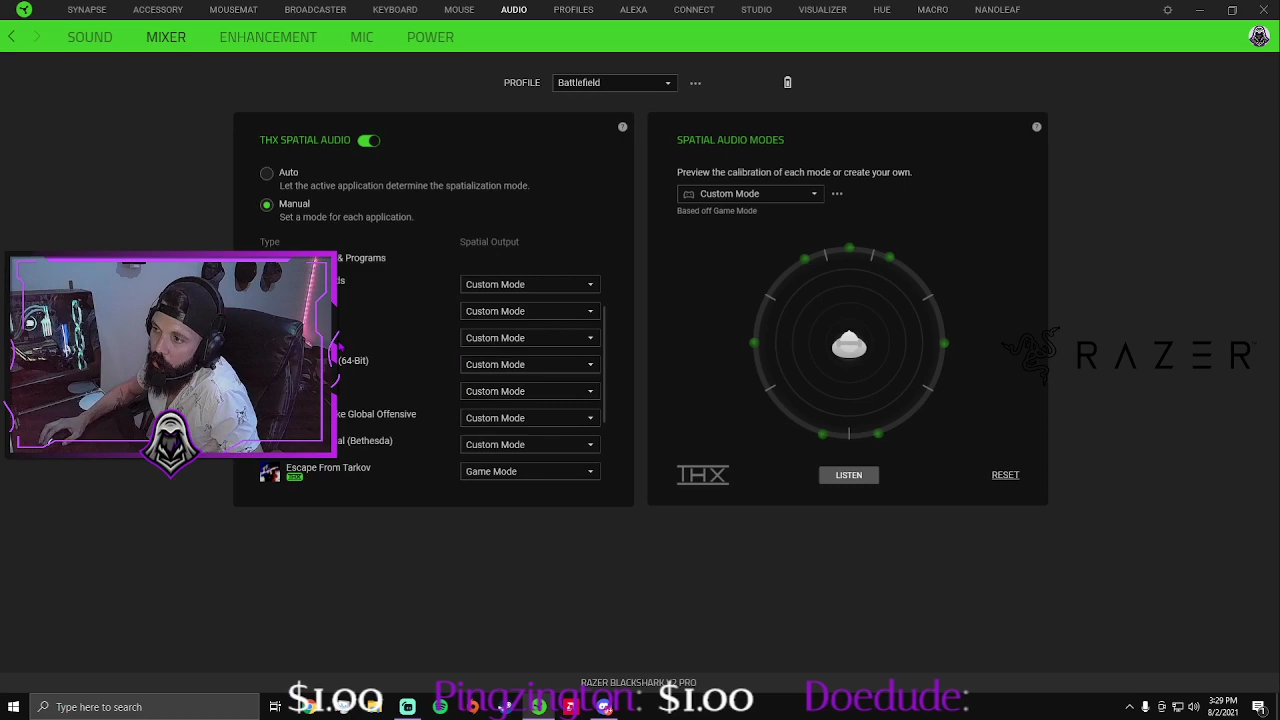 SYNAPSE ACCESSORY MOUSEMAT BROADCASTER KEYBOARD MOUSE AUDIO PROFILES ALEXA CONNECT STUDIO VISUALIZER HUE MACRO NANOLEAF
SOUND MIXER ENHANCEMENT MIC POWER
PROFILE Battlefield
THX SPATIAL AUDIO
Auto
Let the active application determine the spatialization mode.
Manual
Set a mode for each application.
Type Spatial Output
& Programs
Custom Mode
Custom Mode
Custom Mode
(64-Bit) Custom Mode
Custom Mode
Global Offensive Custom Mode
(Bethesda) Custom Mode
Escape From Tarkov Game Mode
THX
SPATIAL AUDIO MODES
Preview the calibration of each mode or create your own.
Custom Mode
Based off Game Mode
THX LISTEN RESET
RAZER
RAZER BLACKSHARK V2 PRO
$1.00 Pingzington: $1.00 Doedude:
Type here to search
3:29 PM
8/2/2021